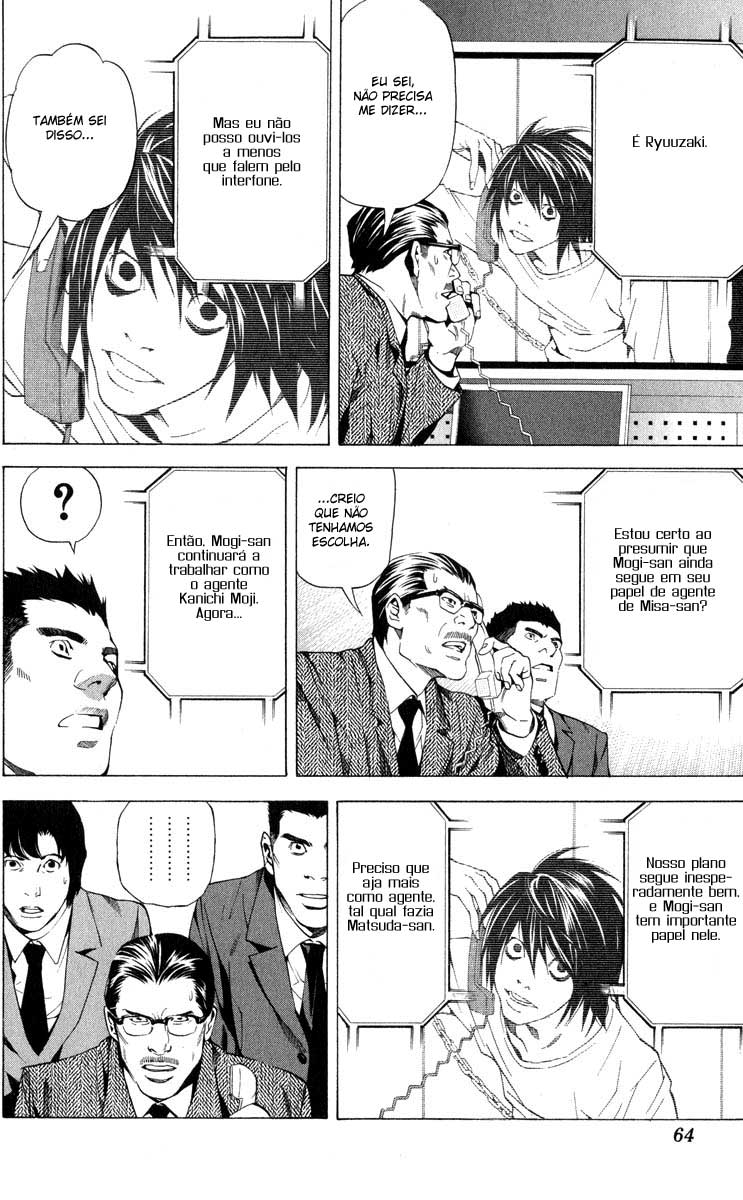 É Ryuuzaki.
EU SEI,
NÃO PRECISA
ME DIZER...
Mas eu não
posso ouvi-los
a menos
que falem pelo
interfone.
TAMBÉM SEI
DISSO...
Estou certo ao
presumir que
Mogi-san ainda
segue em seu
papel de agente
de Misa-san?
...CREIO
QUE NÃO
TENHAMOS
ESCOLHA.
Então, Mogi-san
continuará a
trabalhar como
o agente
Kanichi Moji.
Agora...
?
Nosso plano
segue inespe-
radamente bem,
e Mogi-san
tem importante
papel nele.
Preciso que
aja mais
como agente,
tal qual fazia
Matsuda-san.
64